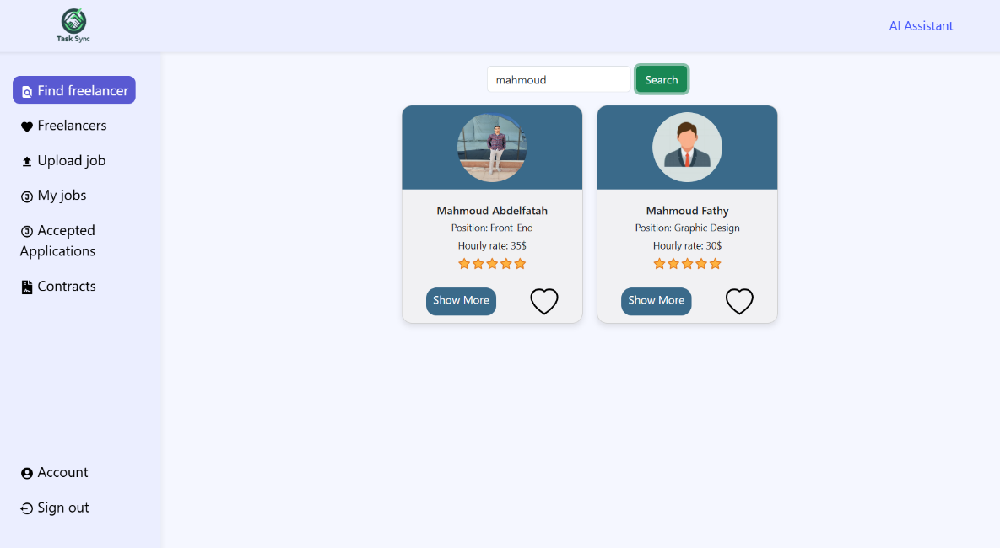 Task Sync
AI Assistant
Find freelancer
Freelancers
Upload job
My jobs
Accepted
Applications
Contracts
Account
Sign out
mahmoud
Search
Mahmoud Abdelfatah
Position: Front-End
Hourly rate: 35$
Show More
Mahmoud Fathy
Position: Graphic Design
Hourly rate: 30$
Show More